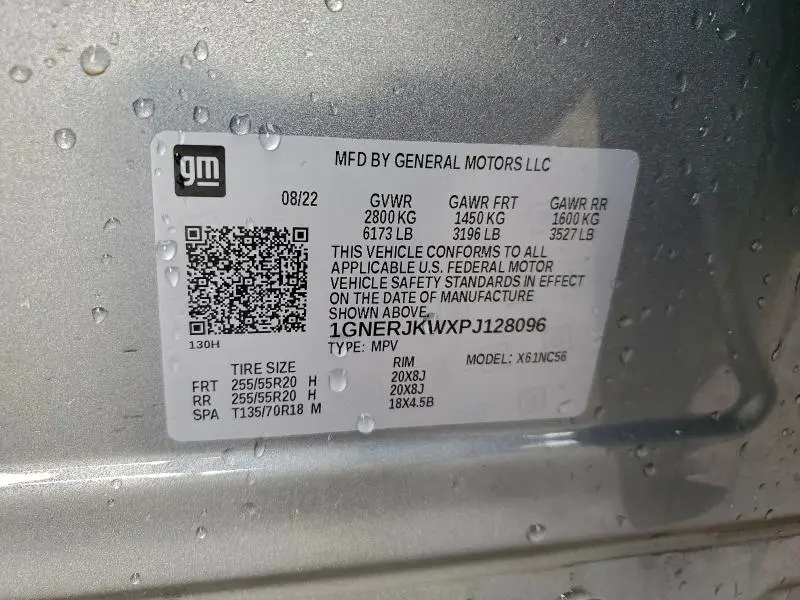 gm
MFD BY GENERAL MOTORS LLC
08/22 GVWR GAWR FRT GAWR RR
2800 KG 1450 KG 1600 KG
6173 LB 3196 LB 3527 LB
THIS VEHICLE CONFORMS TO ALL
APPLICABLE U.S. FEDERAL MOTOR
VEHICLE SAFETY STANDARDS IN EFFECT
ON THE DATE OF MANUFACTURE
SHOWN ABOVE.
1GNERJKWXPJ128096
130H
TYPE: MPV MODEL: X61NC56
TIRE SIZE RIM
FRT 255/55R20 H 20X8J
RR 255/55R20 H 20X8J
SPA T135/70R18 M 18X4.5B